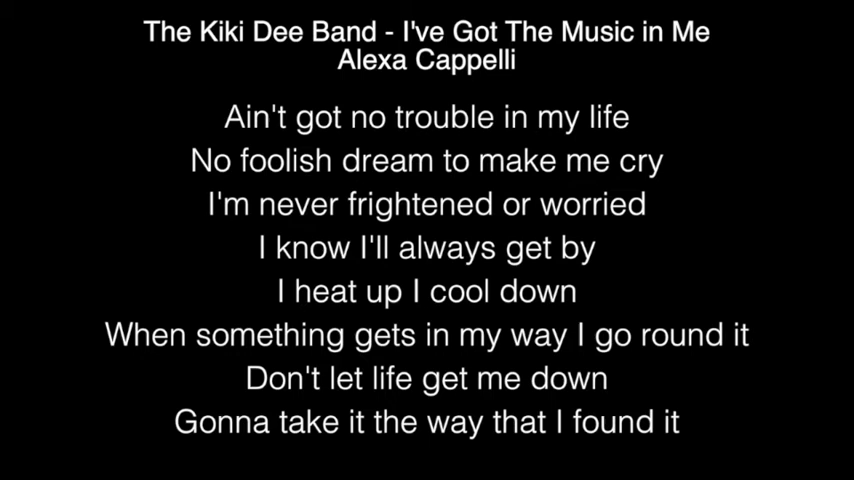 The Kiki Dee Band - I've Got The Music in Me
Alexa Cappelli
Ain't got no trouble in my life
No foolish dream to make me cry
I'm never frightened or worried
I know I'll always get by
I heat up I cool down
When something gets in my way I go round it
Don't let life get me down
Gonna take it the way that I found it